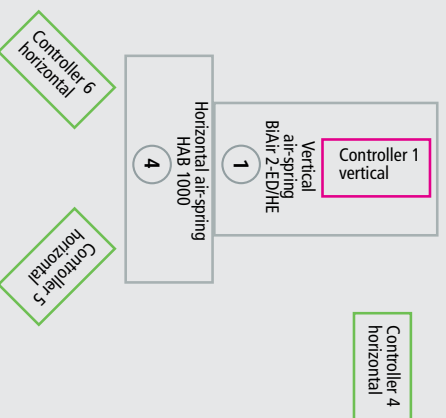 Controller 6
horizontal
Horizontal air-spring
HAB 1000
4
Vertical
air-spring
BiAir 2-ED/HE
1
Controller 1
vertical
Controller 5
horizontal
Controller 4
horizontal